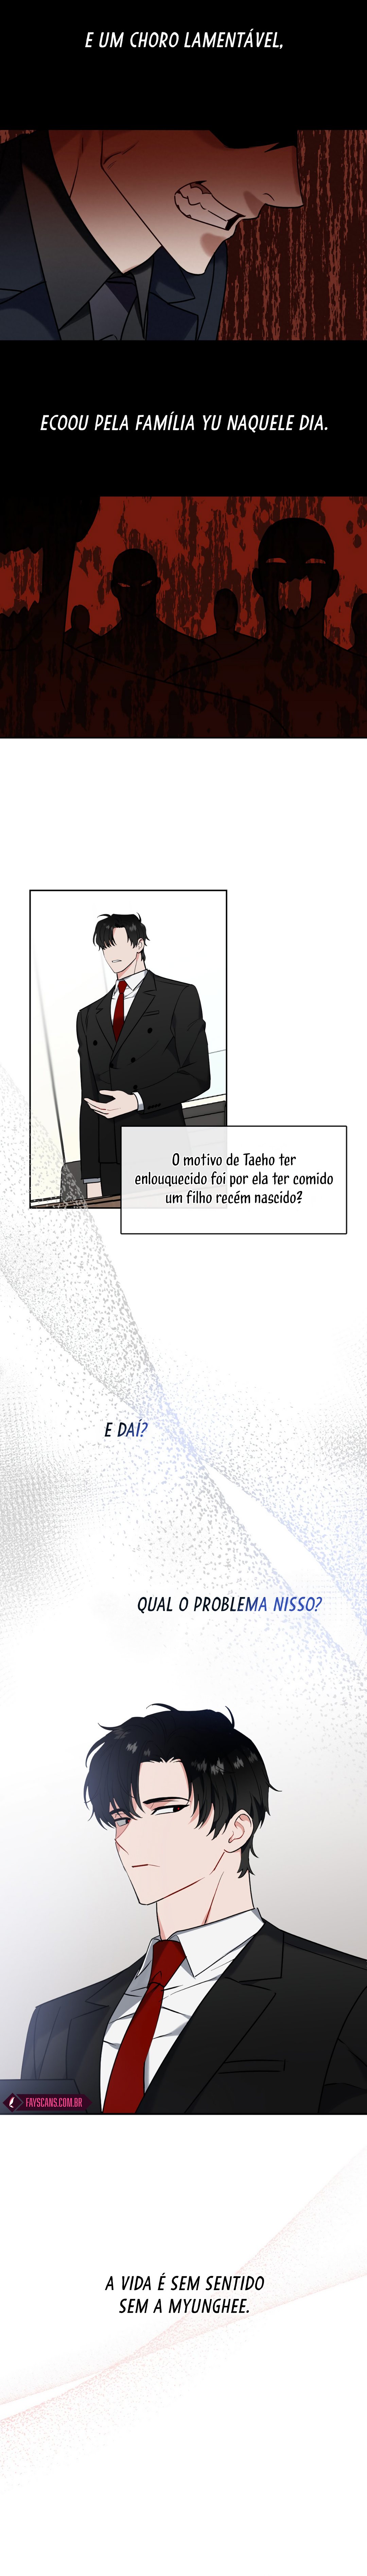 E UM CHORO LAMENTÁVEL,
ECOOU PELA FAMÍLIA YU NAQUELE DIA.
O motivo de Taeho ter
enlouquecido foi por ela ter comido
um filho recém nascido?
E DAÍ?
QUAL O PROBLEMA NISSO?
FAYSCANS.COM.BR
A VIDA É SEM SENTIDO
SEM A MYUNGHEE.